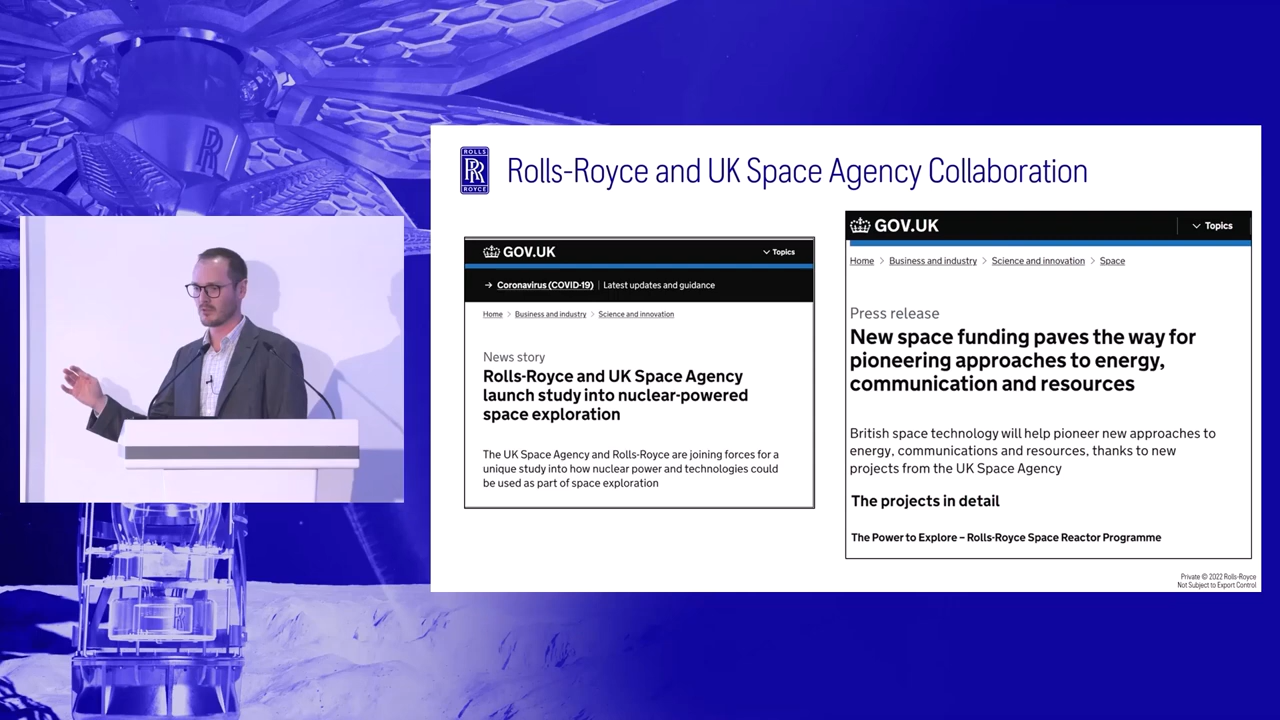 ROLLS
RR
ROYCE
Rolls-Royce and UK Space Agency Collaboration
GOV.UK
Topics
Coronavirus (COVID-19) | Latest updates and guidance
Home > Business and industry > Science and innovation
News story
Rolls-Royce and UK Space Agency
launch study into nuclear-powered
space exploration
The UK Space Agency and Rolls-Royce are joining forces for a
unique study into how nuclear power and technologies could
be used as part of space exploration
GOV.UK
Topics
Home > Business and industry > Science and innovation > Space
Press release
New space funding paves the way for
pioneering approaches to energy,
communication and resources
British space technology will help pioneer new approaches to
energy, communications and resources, thanks to new
projects from the UK Space Agency
The projects in detail
The Power to Explore – Rolls-Royce Space Reactor Programme
Private © 2022 Rolls-Royce
Not Subject to Export Control
RR